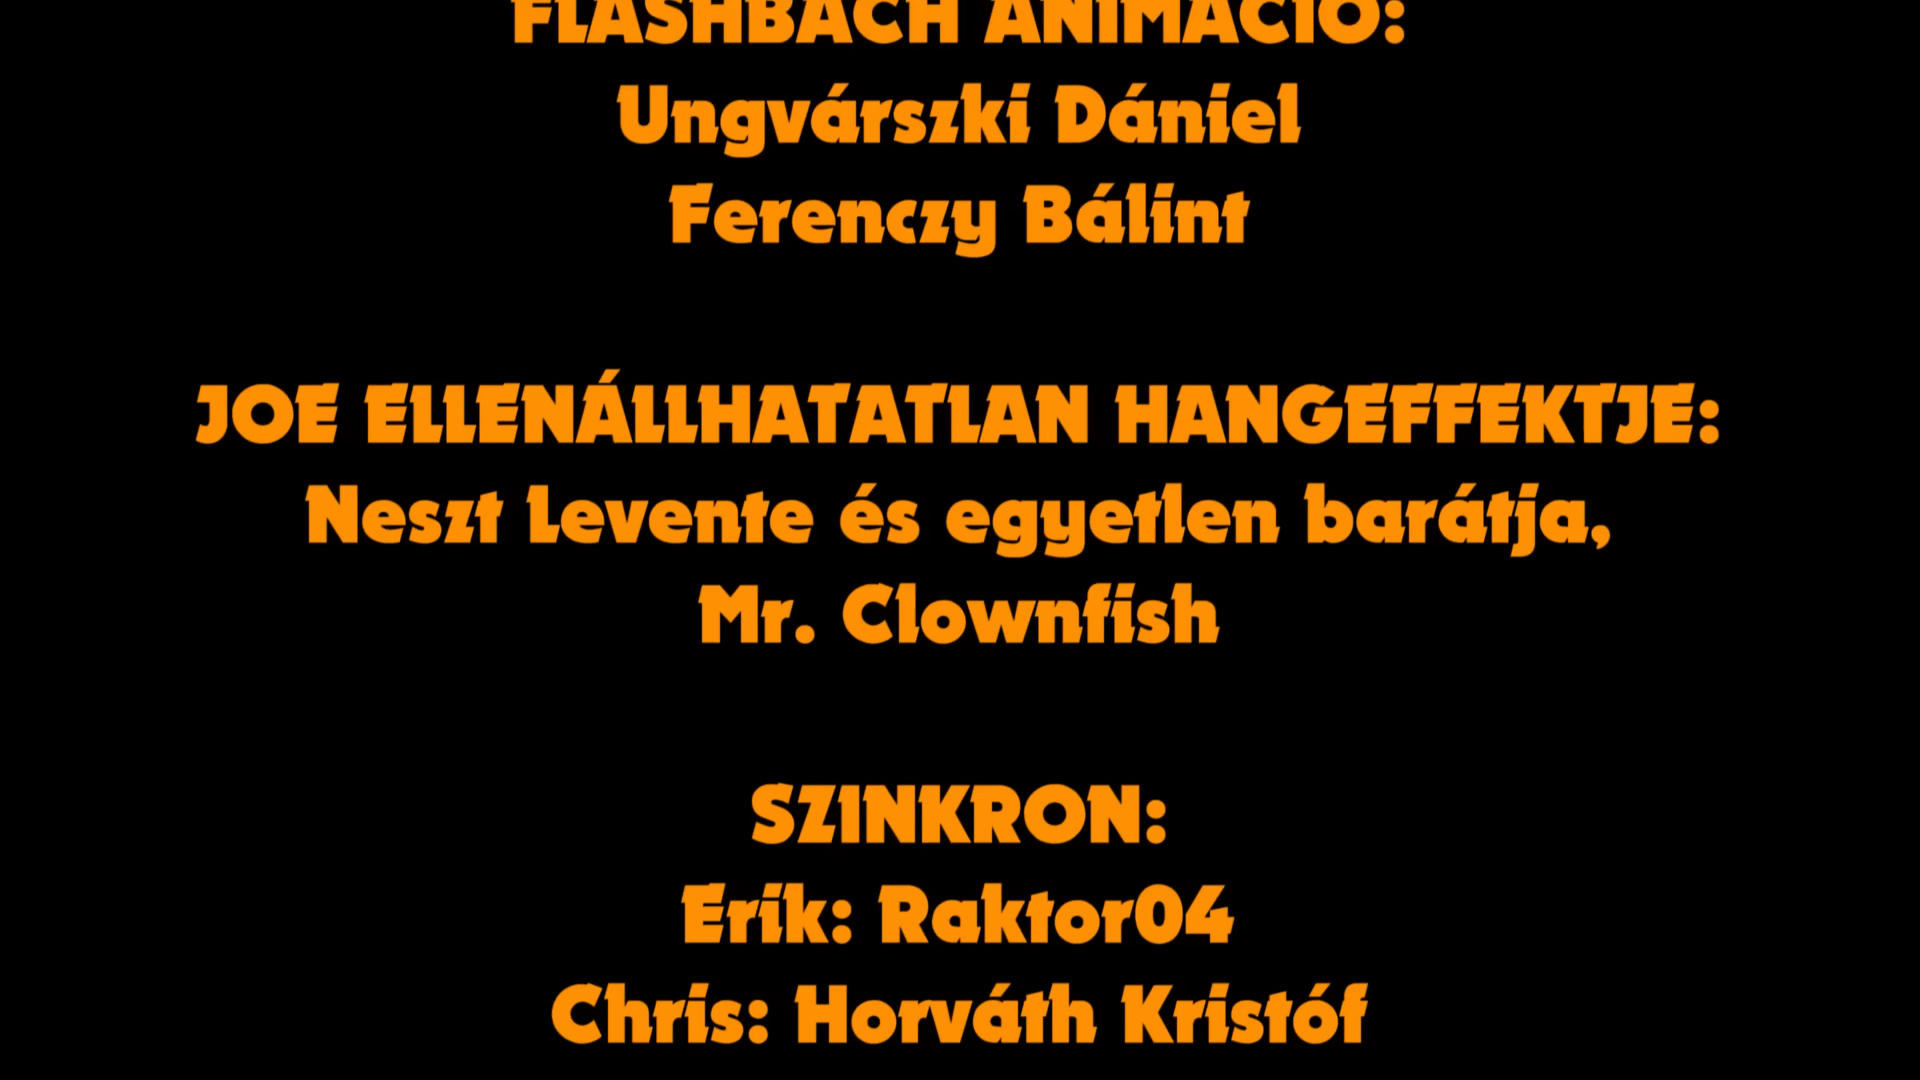 FLASHBACH ANIMÁCIÓ:
Ungvárszki Dániel
Ferenczy Bálint
JOE ELLENÁLLHATATLAN HANGEFFEKTJE:
Neszt Levente és egyetlen barátja,
Mr. Clownfish
SZINKRON:
Erik: Raktor04
Chris: Horváth Kristóf